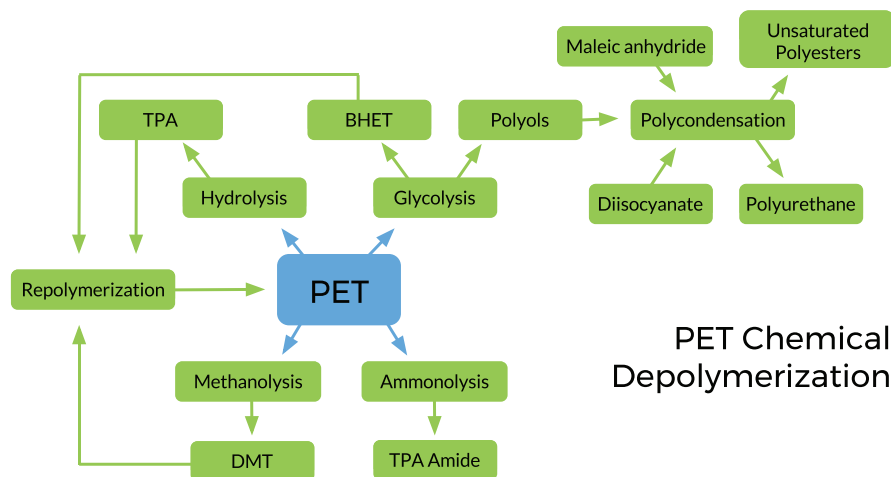 Unsaturated
Polyesters
Maleic anhydride
TPA
BHET
Polyols
Polycondensation
Hydrolysis
Glycolysis
Diisocyanate
Polyurethane
Repolymerization
PET
PET Chemical
Depolymerization
Methanolysis
Ammonolysis
DMT
TPA Amide